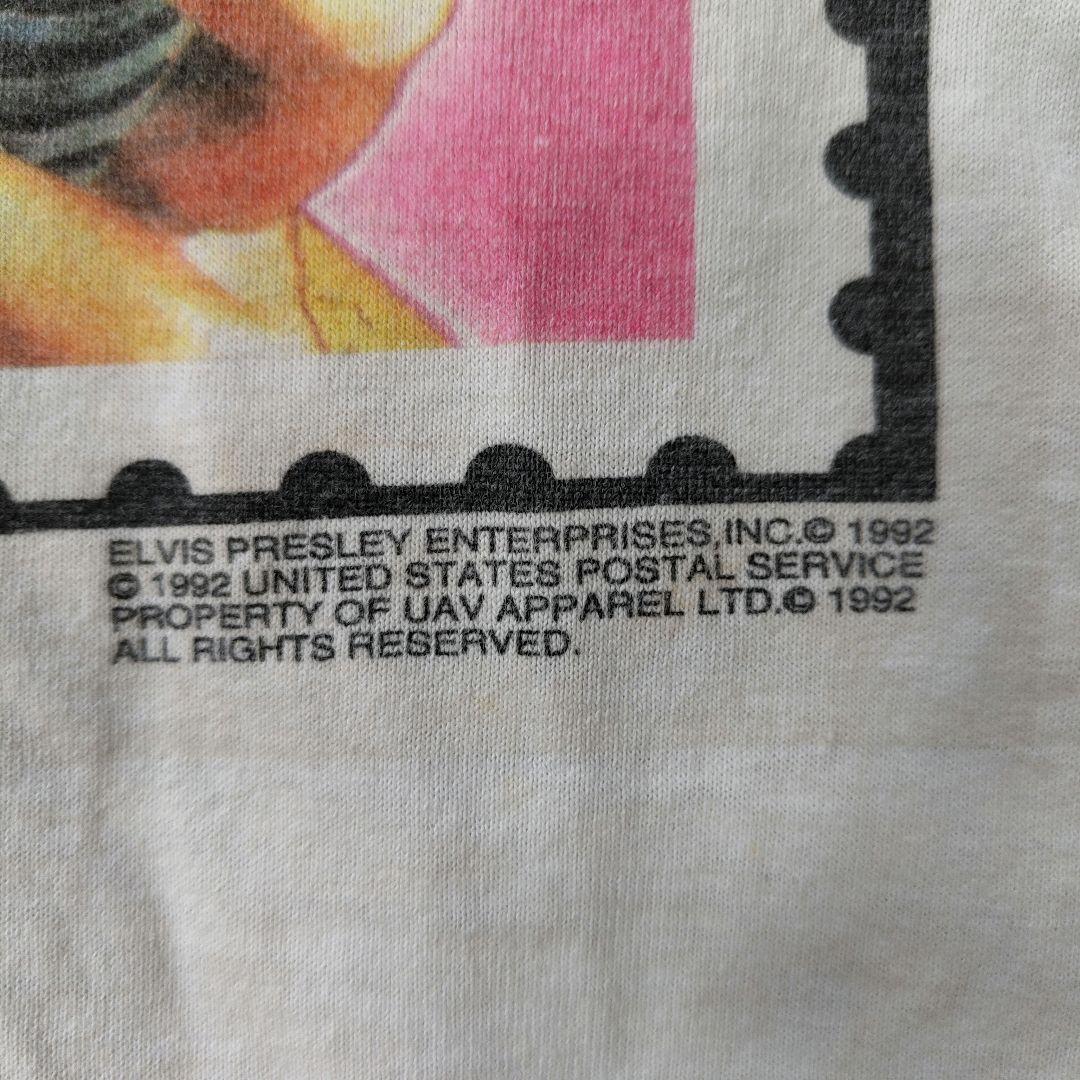 ELVIS PRESLEY ENTERPRISES, INC.© 1992
© 1992 UNITED STATES POSTAL SERVICE
PROPERTY OF UAV APPAREL LTD.© 1992
ALL RIGHTS RESERVED.